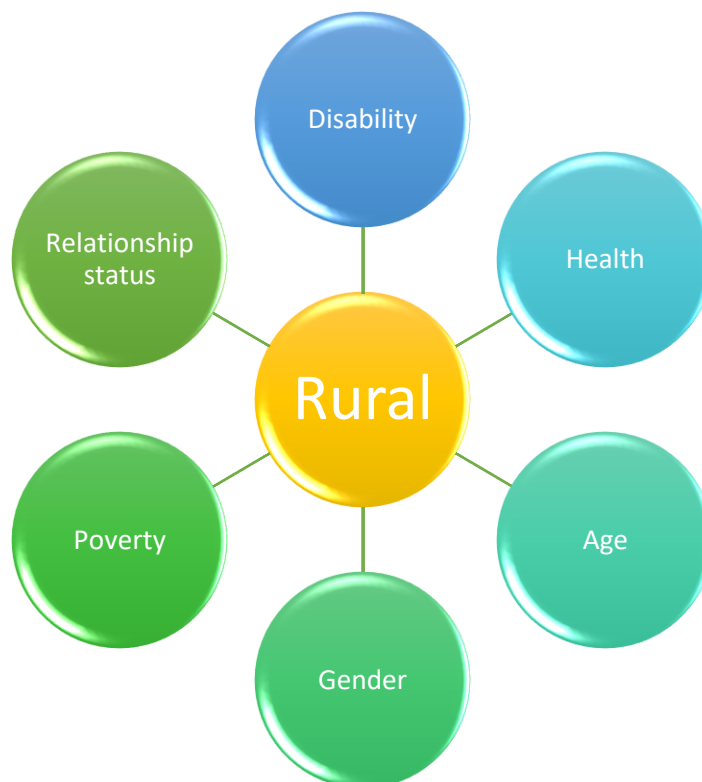 Disability
Relationship
status
Health
Rural
Poverty
Age
Gender